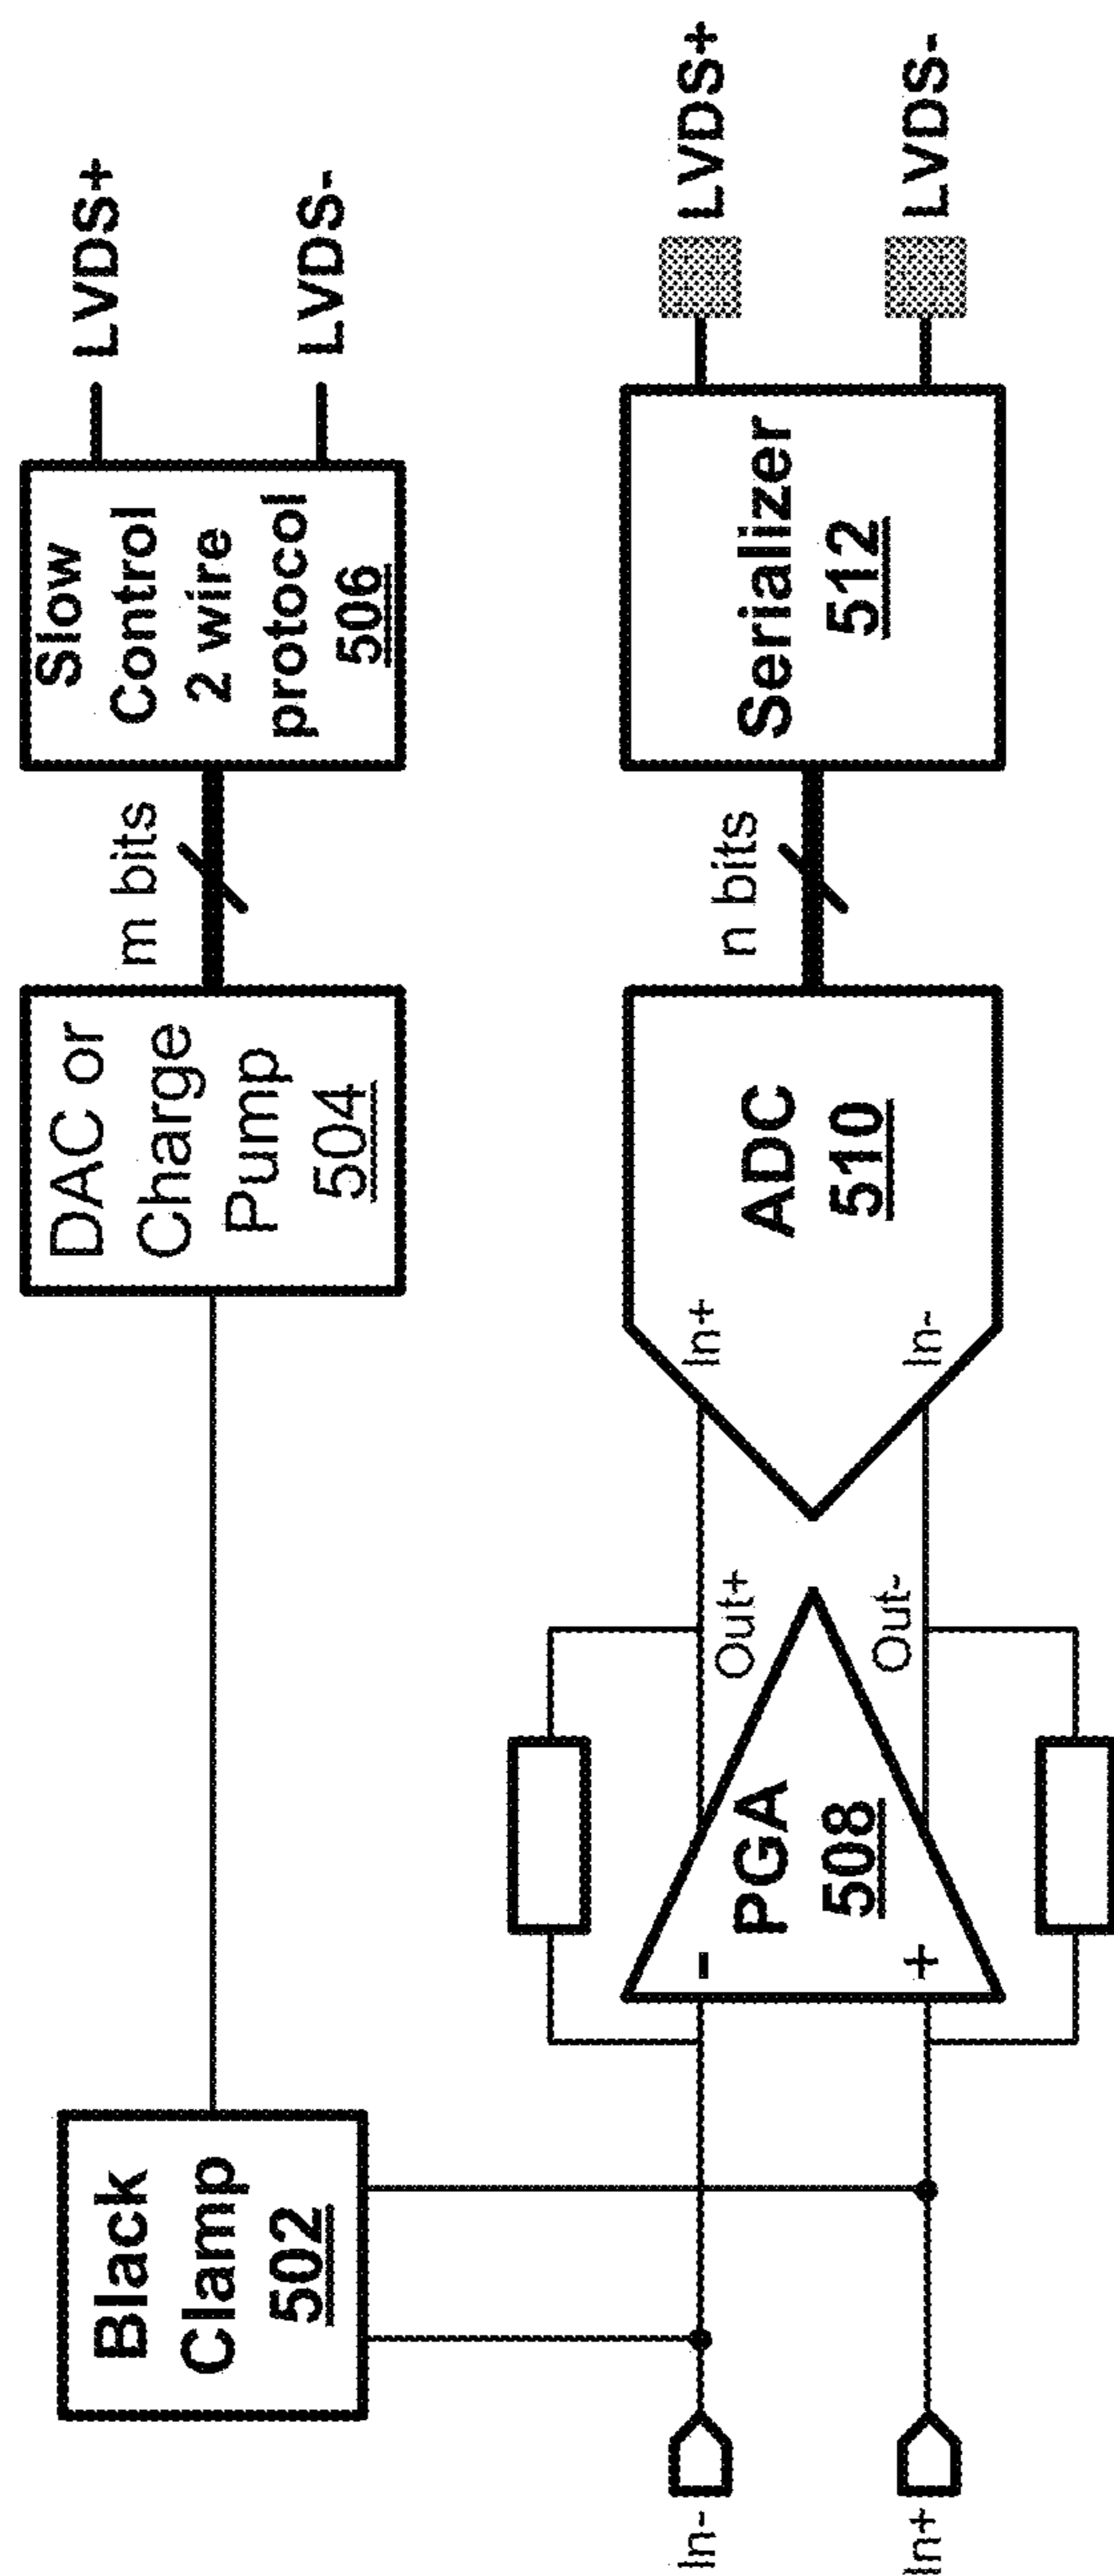 Black
Clamp
502
DAC or
Charge
Pump
504
m bits
Slow
Control
2 wire
protocol
506
LVDS+
LVDS-
In-
In+
-
+
PGA
508
Out+
Out-
In+
In-
ADC
510
n bits
Serializer
512
LVDS+
LVDS-